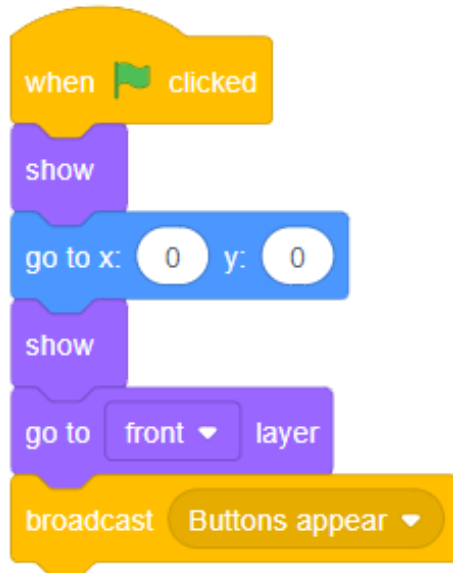 when clicked
show
go to x: 0 y: 0
show
go to front layer
broadcast Buttons appear